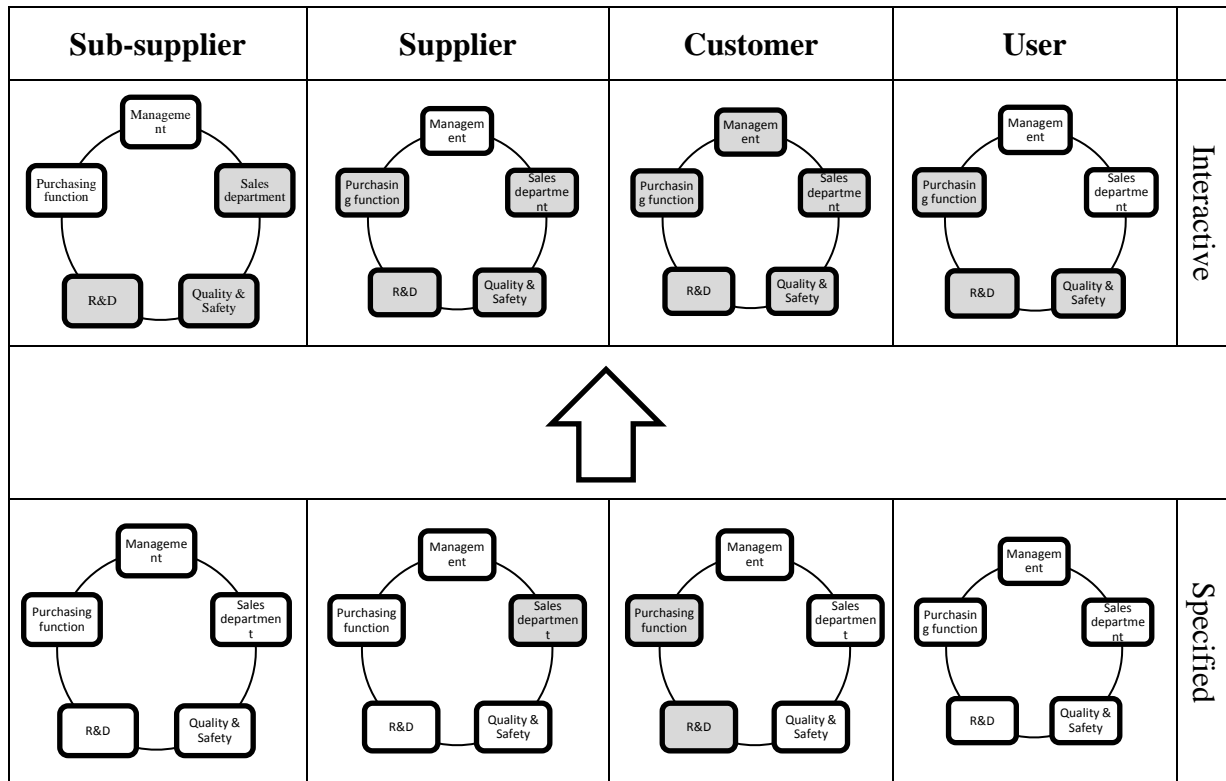 Sub-supplier
Supplier
Customer
User
Manageme
nt
Purchasing
function
Sales
department
R&D
Quality &
Safety
Managem
ent
Purchasin
g function
Sales
departme
nt
R&D
Quality &
Safety
Managem
ent
Purchasin
g function
Sales
departme
nt
R&D
Quality &
Safety
Managem
ent
Purchasin
g function
Sales
departme
nt
R&D
Quality &
Safety
Interactive
Manageme
nt
Purchasing
function
Sales
departmen
t
R&D
Quality &
Safety
Managem
ent
Purchasing
function
Sales
departmen
t
R&D
Quality &
Safety
Managem
ent
Purchasing
function
Sales
departmen
t
R&D
Quality &
Safety
Managem
ent
Purchasin
g function
Sales
departme
nt
R&D
Quality &
Safety
Specified